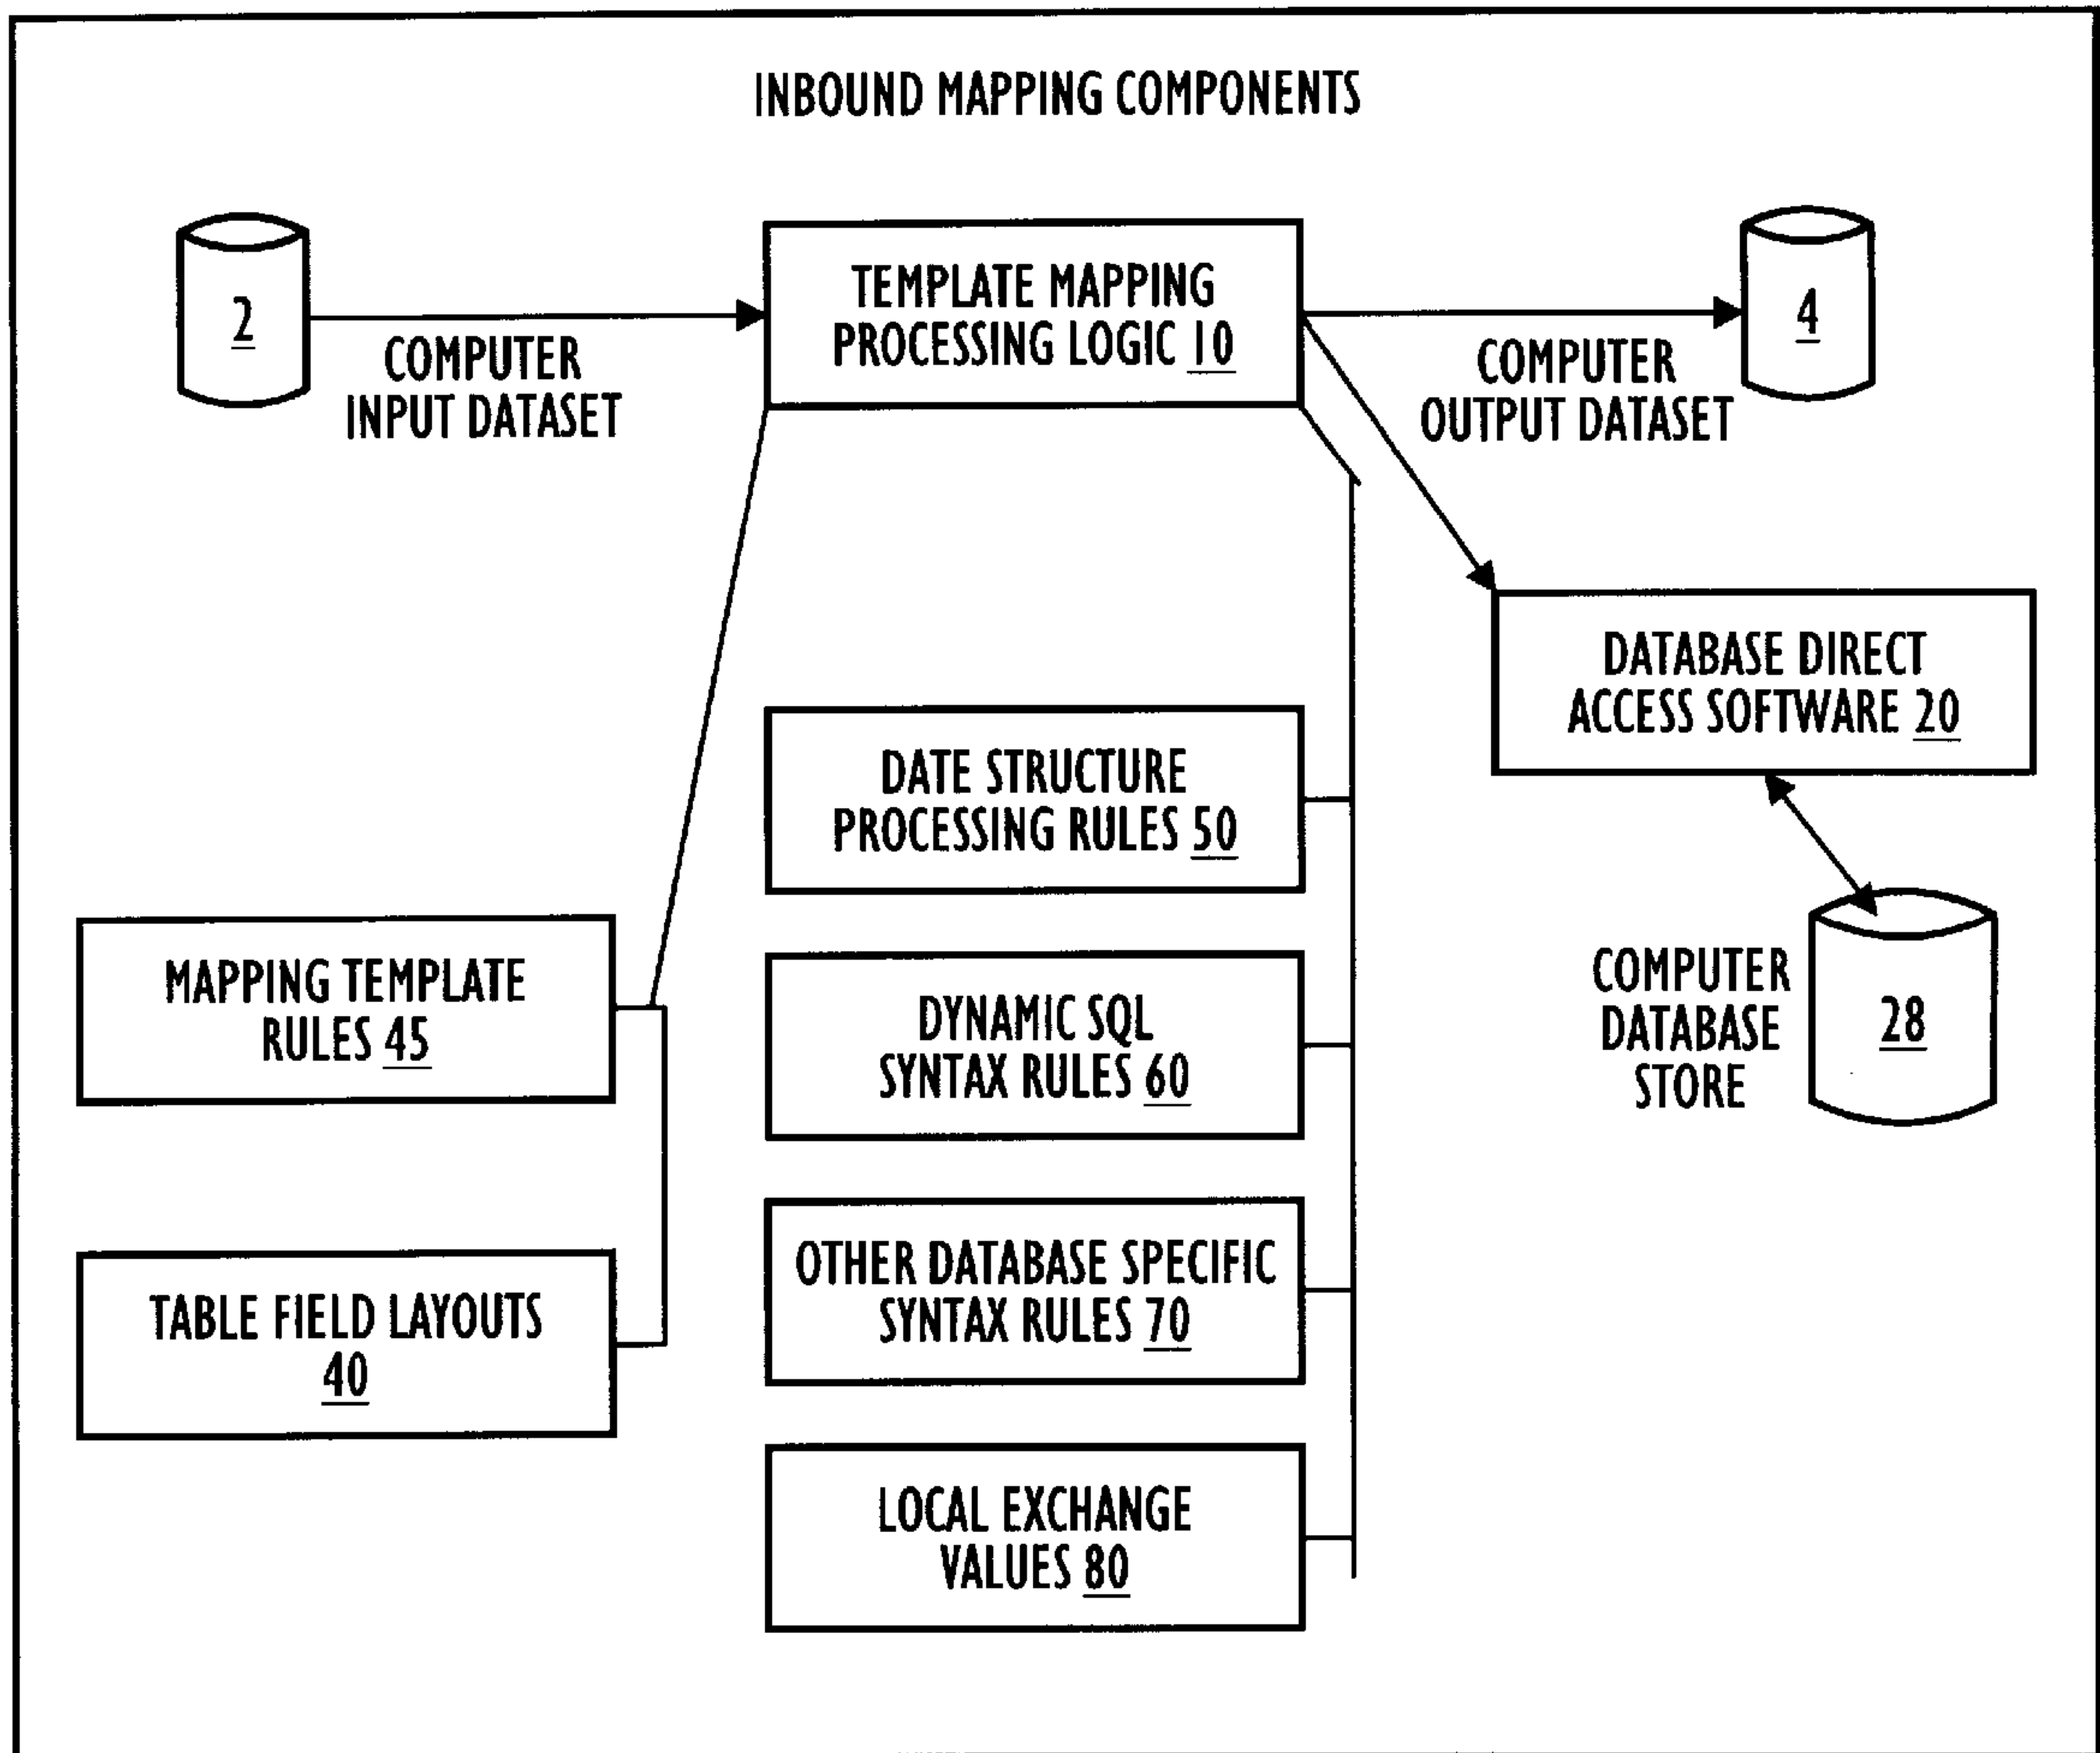 INBOUND MAPPING COMPONENTS
2
COMPUTER
INPUT DATASET
TEMPLATE MAPPING
PROCESSING LOGIC 10
COMPUTER
OUTPUT DATASET
4
DATABASE DIRECT
ACCESS SOFTWARE 20
DATE STRUCTURE
PROCESSING RULES 50
MAPPING TEMPLATE
RULES 45
DYNAMIC SQL
SYNTAX RULES 60
COMPUTER
DATABASE
STORE
28
TABLE FIELD LAYOUTS
40
OTHER DATABASE SPECIFIC
SYNTAX RULES 70
LOCAL EXCHANGE
VALUES 80